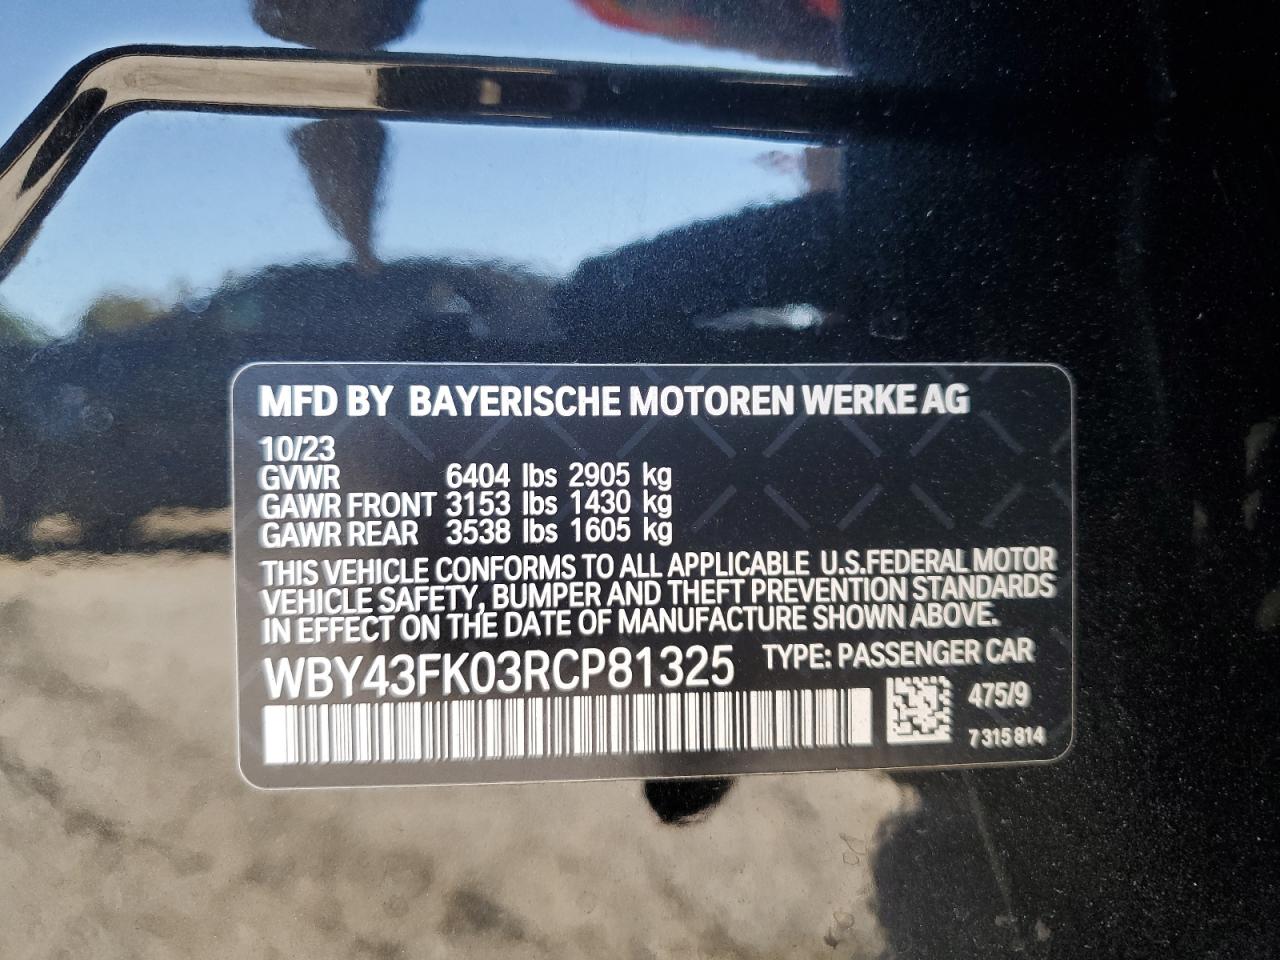 MFD BY BAYERISCHE MOTOREN WERKE AG
10/23
GVWR 6404 lbs 2905 kg
GAWR FRONT 3153 lbs 1430 kg
GAWR REAR 3538 lbs 1605 kg
THIS VEHICLE CONFORMS TO ALL APPLICABLE U.S.FEDERAL MOTOR
VEHICLE SAFETY, BUMPER AND THEFT PREVENTION STANDARDS
IN EFFECT ON THE DATE OF MANUFACTURE SHOWN ABOVE.
WBY43FK03RCP81325 TYPE: PASSENGER CAR
475/9
7 315 814